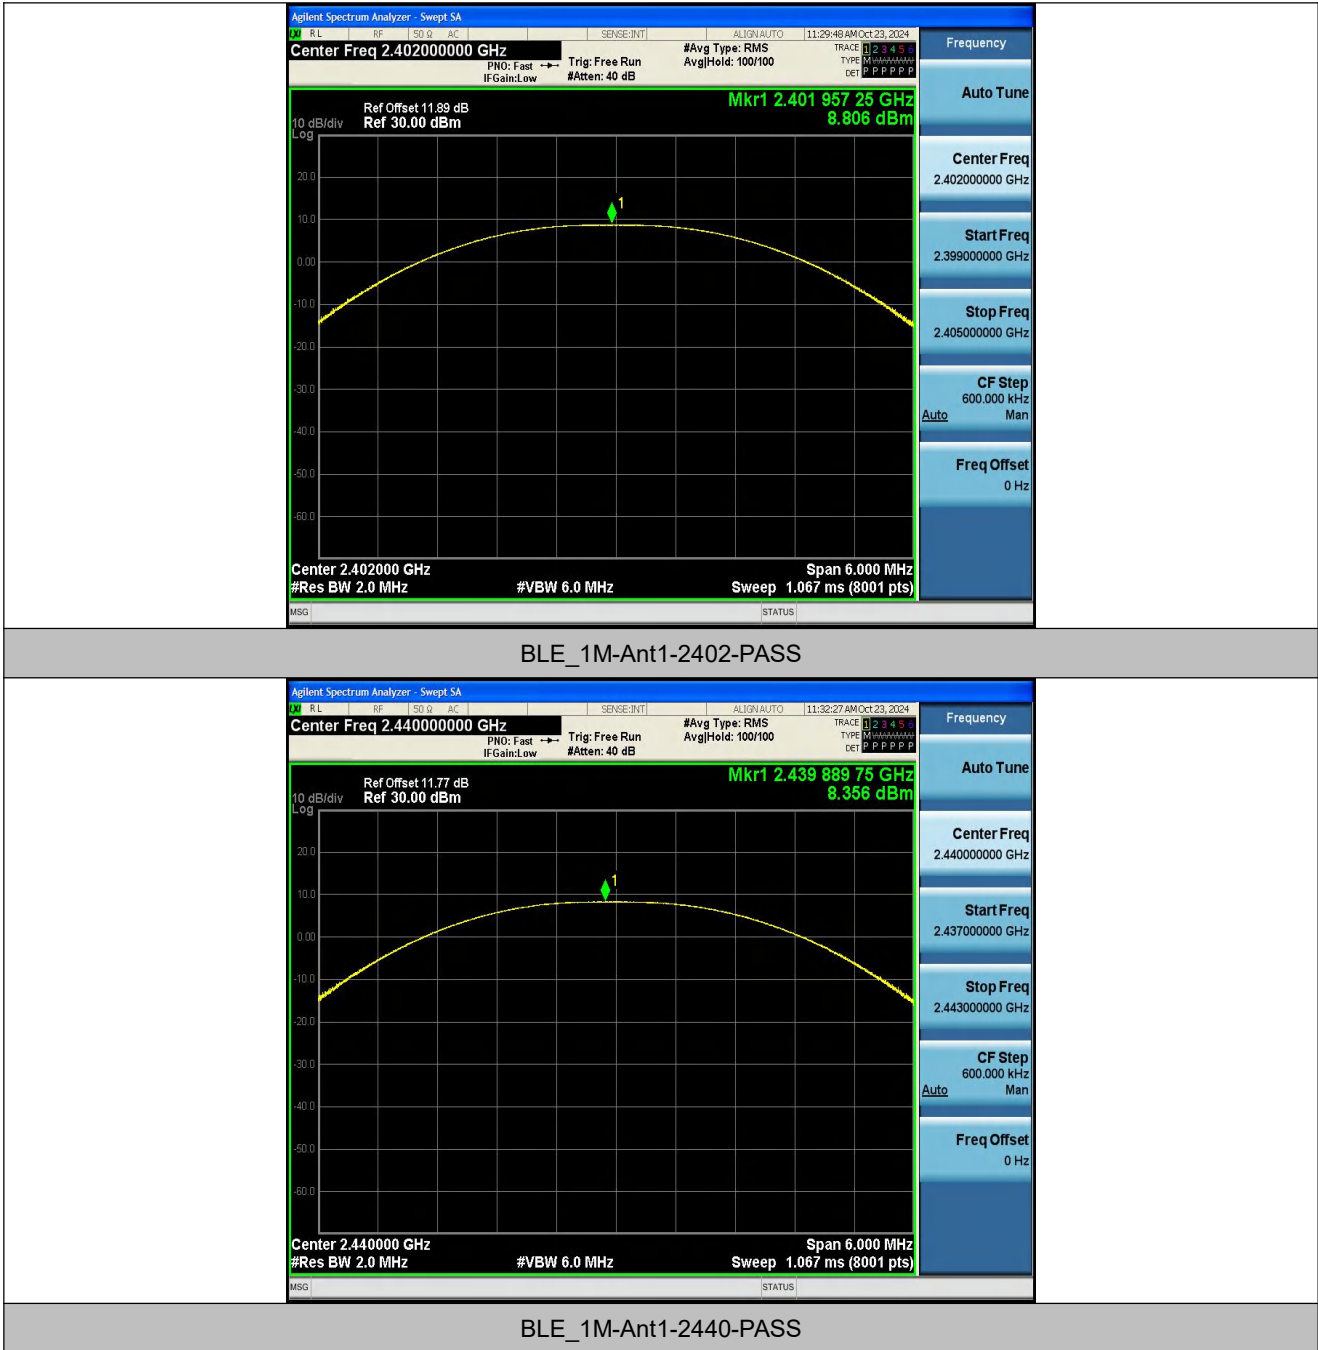 Agilent Spectrum Analyzer - Swept SA
LXI RL RF 50 Ω AC SENSE:INT ALIGN AUTO 11:29:48 AM Oct 23, 2024
Center Freq 2.402000000 GHz
PNO: Fast
IFGain:Low
Trig: Free Run
#Atten: 40 dB
#Avg Type: RMS
Avg|Hold: 100/100
TRACE 1 2 3 4 5 6
TYPE M
DET P P P P P P
Ref Offset 11.89 dB
10 dB/div Ref 30.00 dBm
Log
Mkr1 2.401 957 25 GHz
8.806 dBm
20.0
10.0
0.00
-10.0
-20.0
-30.0
-40.0
-50.0
-60.0
1
Center 2.402000 GHz Span 6.000 MHz
#Res BW 2.0 MHz #VBW 6.0 MHz Sweep 1.067 ms (8001 pts)
MSG STATUS
Frequency
Auto Tune
Center Freq
2.402000000 GHz
Start Freq
2.399000000 GHz
Stop Freq
2.405000000 GHz
CF Step
600.000 kHz
Auto Man
Freq Offset
0 Hz
BLE_1M-Ant1-2402-PASS
Agilent Spectrum Analyzer - Swept SA
LXI RL RF 50 Ω AC SENSE:INT ALIGN AUTO 11:32:27 AM Oct 23, 2024
Center Freq 2.440000000 GHz
PNO: Fast
IFGain:Low
Trig: Free Run
#Atten: 40 dB
#Avg Type: RMS
Avg|Hold: 100/100
TRACE 1 2 3 4 5 6
TYPE M
DET P P P P P P
Ref Offset 11.77 dB
10 dB/div Ref 30.00 dBm
Log
Mkr1 2.439 889 75 GHz
8.356 dBm
20.0
10.0
0.00
-10.0
-20.0
-30.0
-40.0
-50.0
-60.0
1
Center 2.440000 GHz Span 6.000 MHz
#Res BW 2.0 MHz #VBW 6.0 MHz Sweep 1.067 ms (8001 pts)
MSG STATUS
Frequency
Auto Tune
Center Freq
2.440000000 GHz
Start Freq
2.437000000 GHz
Stop Freq
2.443000000 GHz
CF Step
600.000 kHz
Auto Man
Freq Offset
0 Hz
BLE_1M-Ant1-2440-PASS